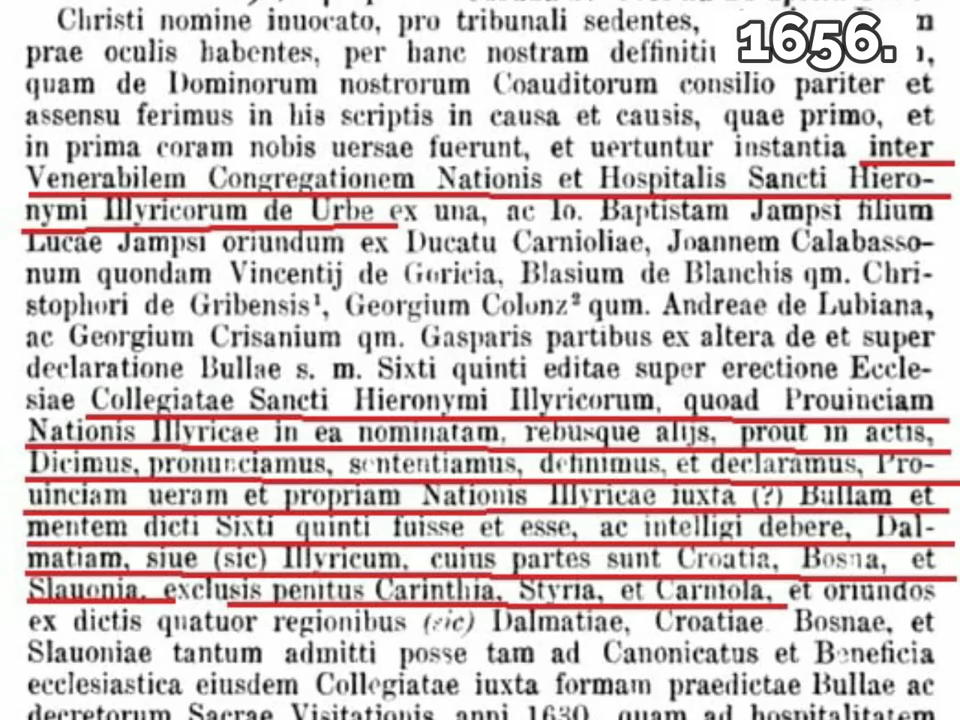 Christi nomine inuocato, pro tribunali sedentes,
1656.
prae oculis habentes, per hanc nostram
quam de Dominorum nostrorum Coauditorum consilio pariter et
assensu ferimus in his scriptis in causa et causis, quae primo, et
in prima coram nobis uersae fuerunt, et uertuntur instantia inter
Venerabilem Congregationem Nationis et Hospitalis Sancti Hiero-
nymi Illyricorum de Urbe ex una, ac Io. Baptistam Jampsi filium
Lucae Jampsi oriundum ex Ducatu Carnioliae, Joannem Calabasso-
num quondam Vincentij de Goricia, Blasium de Blanchis qm. Chri-
stophori de Gribensis¹, Georgium Colonz² qum. Andreae de Lubiana,
ac Georgium Crisanium qm. Gasparis partibus ex altera de et super
declaratione Bullae s. m. Sixti quinti editae super erectione Eccle-
siae Collegiatae Sancti Hieronymi Illyricorum, quoad Prouinciam
Nationis Illyricae in ea nominatam, rebusque alijs, prout in actis,
Dicimus, pronunciamus, sententiamus, definimus, et declaramus, Pro-
uinciam ueram et propriam Nationis Illyricae iuxta (?) Bullam et
mentem dicti Sixti quinti fuisse et esse, ac intelligi debere, Dal-
matiam, siue (sic) Illyricum, cuius partes sunt Croatia, Bosna, et
Slauonia, exclusis penitus Carinthia, Styria, et Carniola, et oriundos
ex dictis quatuor regionibus (sic) Dalmatiae, Croatiae Bosnae, et
Slauoniae tantum admitti posse tam ad Canonicatus et Beneficia
ecclesiastica eiusdem Collegiatae iuxta formam praedictae Bullae ac
decretorum Sacrae Visitationis anni 1630, quam ad hospitalitatem